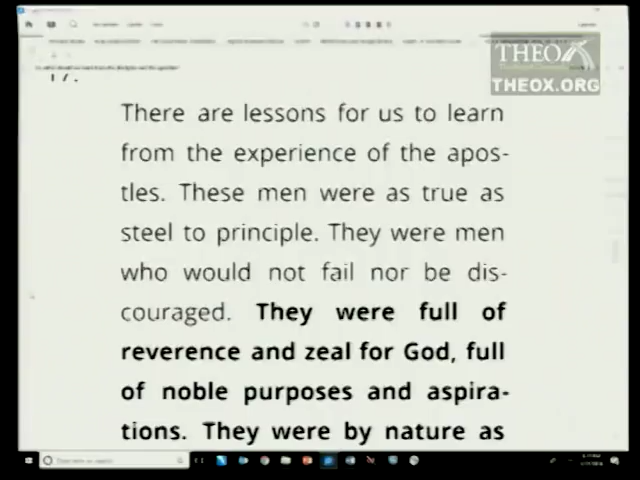 THEOX
THEOX.ORG
17.
There are lessons for us to learn
from the experience of the apos-
tles. These men were as true as
steel to principle. They were men
who would not fail nor be dis-
couraged. They were full of
reverence and zeal for God, full
of noble purposes and aspira-
tions. They were by nature as